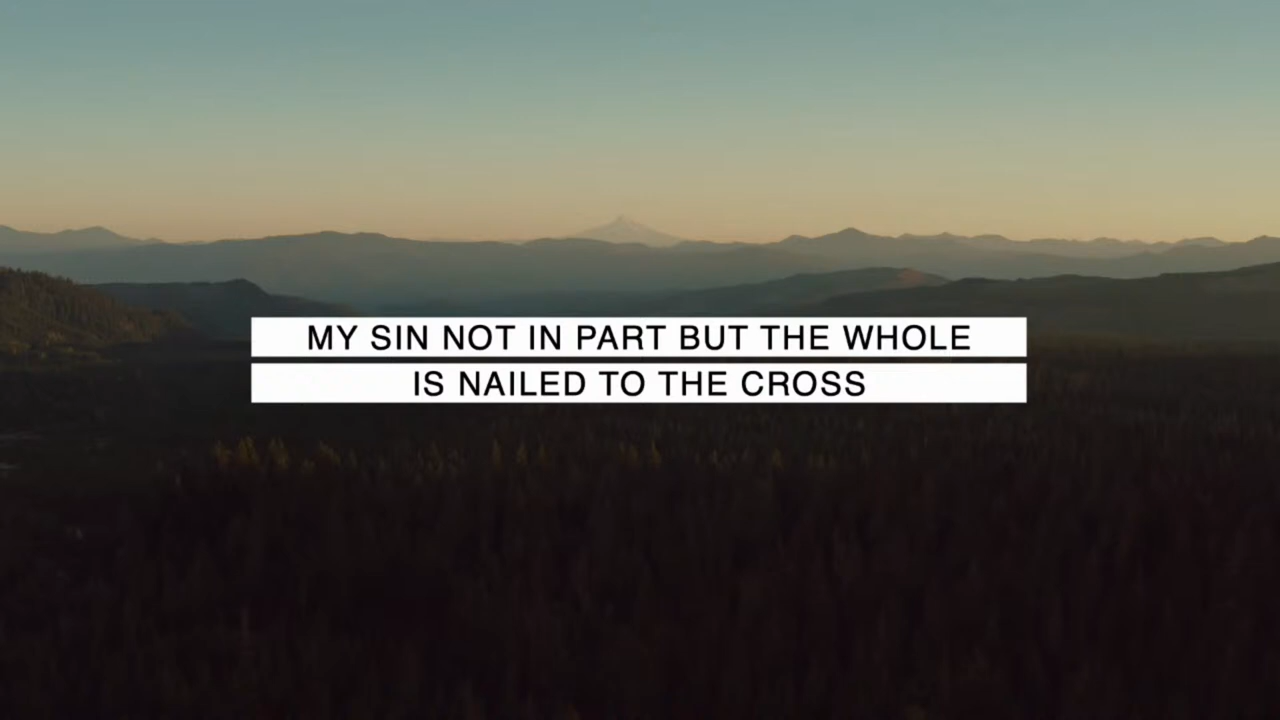 MY SIN NOT IN PART BUT THE WHOLE
IS NAILED TO THE CROSS